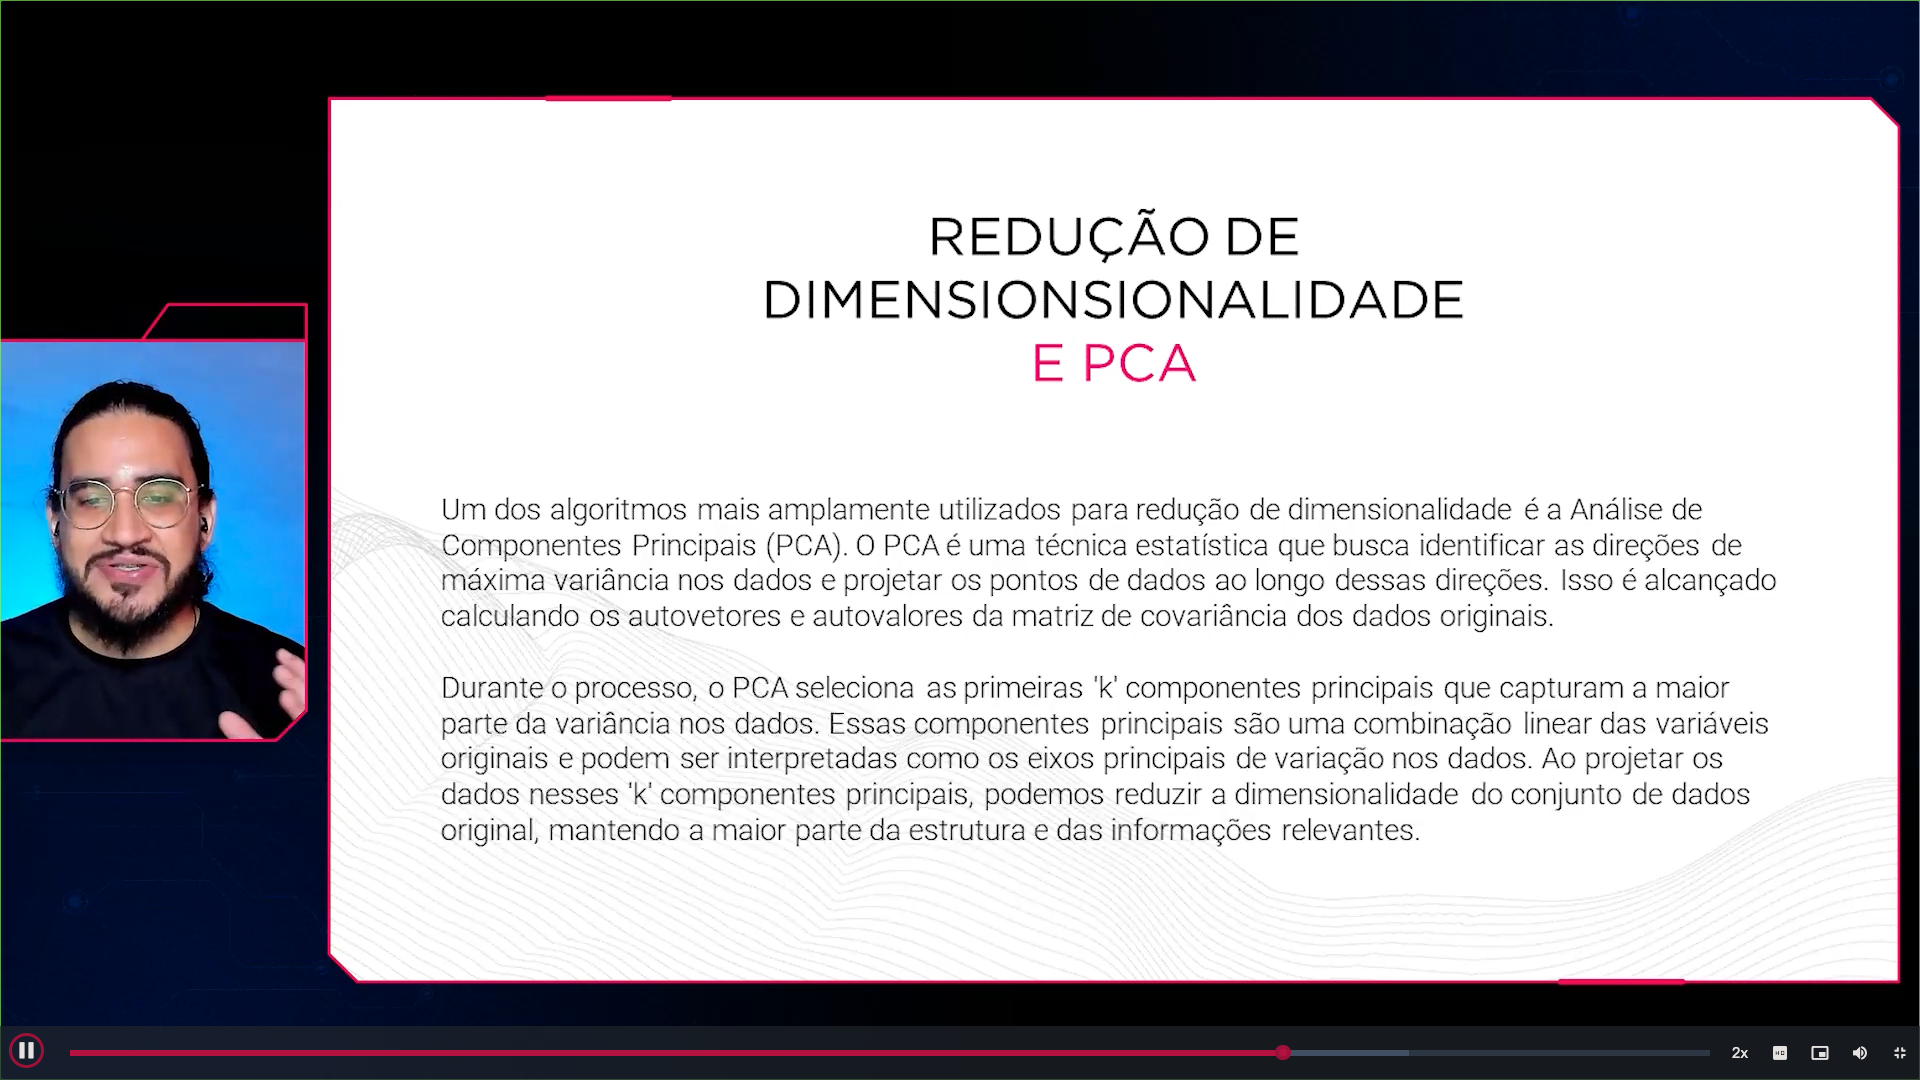 REDUÇÃO DE
DIMENSIONSIONALIDADE
E PCA
Um dos algoritmos mais amplamente utilizados para redução de dimensionalidade é a Análise de
Componentes Principais (PCA). O PCA é uma técnica estatística que busca identificar as direções de
máxima variância nos dados e projetar os pontos de dados ao longo dessas direções. Isso é alcançado
calculando os autovetores e autovalores da matriz de covariância dos dados originais.
Durante o processo, o PCA seleciona as primeiras 'k' componentes principais que capturam a maior
parte da variância nos dados. Essas componentes principais são uma combinação linear das variáveis
originais e podem ser interpretadas como os eixos principais de variação nos dados. Ao projetar os
dados nesses 'k' componentes principais, podemos reduzir a dimensionalidade do conjunto de dados
original, mantendo a maior parte da estrutura e das informações relevantes.
2x